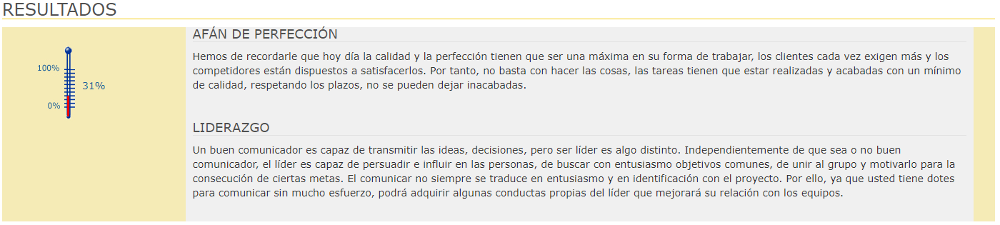 RESULTADOS
100%
31%
0%
AFÁN DE PERFECCIÓN
Hemos de recordarle que hoy día la calidad y la perfección tienen que ser una máxima en su forma de trabajar, los clientes cada vez exigen más y los
competidores están dispuestos a satisfacerlos. Por tanto, no basta con hacer las cosas, las tareas tienen que estar realizadas y acabadas con un mínimo
de calidad, respetando los plazos, no se pueden dejar inacabadas.
LIDERAZGO
Un buen comunicador es capaz de transmitir las ideas, decisiones, pero ser líder es algo distinto. Independientemente de que sea o no buen
comunicador, el líder es capaz de persuadir e influir en las personas, de buscar con entusiasmo objetivos comunes, de unir al grupo y motivarlo para la
consecución de ciertas metas. El comunicar no siempre se traduce en entusiasmo y en identificación con el proyecto. Por ello, ya que usted tiene dotes
para comunicar sin mucho esfuerzo, podrá adquirir algunas conductas propias del líder que mejorará su relación con los equipos.